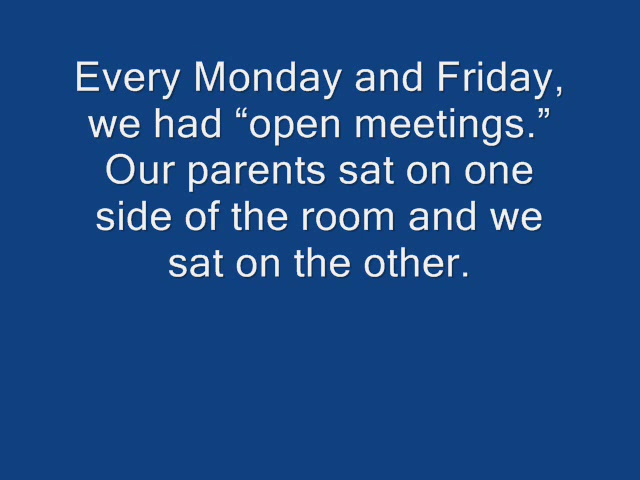 Every Monday and Friday,
we had “open meetings.”
Our parents sat on one
side of the room and we
sat on the other.